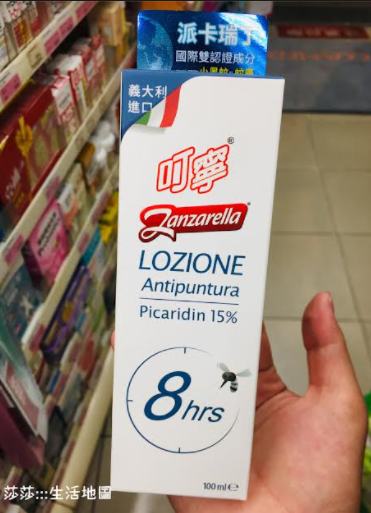 派卡瑞丁
國際雙認證成分
義大利
進口
叮寧®
Zanzarella®
LOZIONE
Antipuntura
Picaridin 15%
8hrs
100 ml ℮
莎莎:::生活地圖